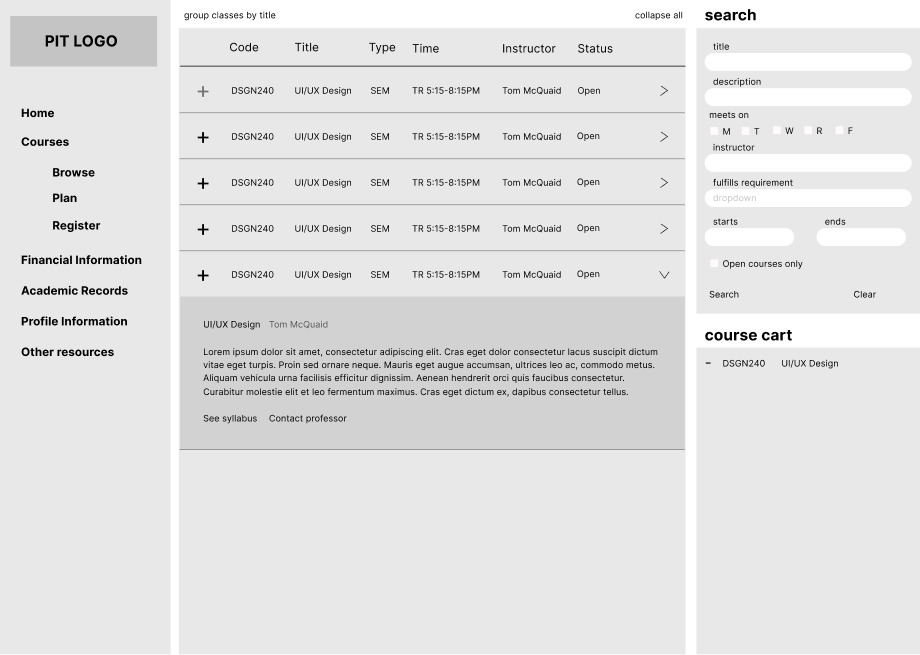 PIT LOGO
Home
Courses
Browse
Plan
Register
Financial Information
Academic Records
Profile Information
Other resources
group classes by title collapse all
Code Title Type Time Instructor Status
+ DSGN240 UI/UX Design SEM TR 5:15-8:15PM Tom McQuaid Open >
+ DSGN240 UI/UX Design SEM TR 5:15-8:15PM Tom McQuaid Open >
+ DSGN240 UI/UX Design SEM TR 5:15-8:15PM Tom McQuaid Open >
+ DSGN240 UI/UX Design SEM TR 5:15-8:15PM Tom McQuaid Open >
+ DSGN240 UI/UX Design SEM TR 5:15-8:15PM Tom McQuaid Open
UI/UX Design Tom McQuaid
Lorem ipsum dolor sit amet, consectetur adipiscing elit. Cras eget dolor consectetur lacus suscipit dictum
vitae eget turpis. Proin sed ornare neque. Mauris eget augue accumsan, ultrices leo ac, commodo metus.
Aliquam vehicula urna facilisis efficitur dignissim. Aenean hendrerit orci quis faucibus consectetur.
Curabitur molestie elit et leo fermentum maximus. Cras eget dictum ex, dapibus consectetur tellus.
See syllabus Contact professor
search
title
description
meets on
M T W R F
instructor
fulfills requirement
dropdown
starts ends
Open courses only
Search Clear
course cart
- DSGN240 UI/UX Design